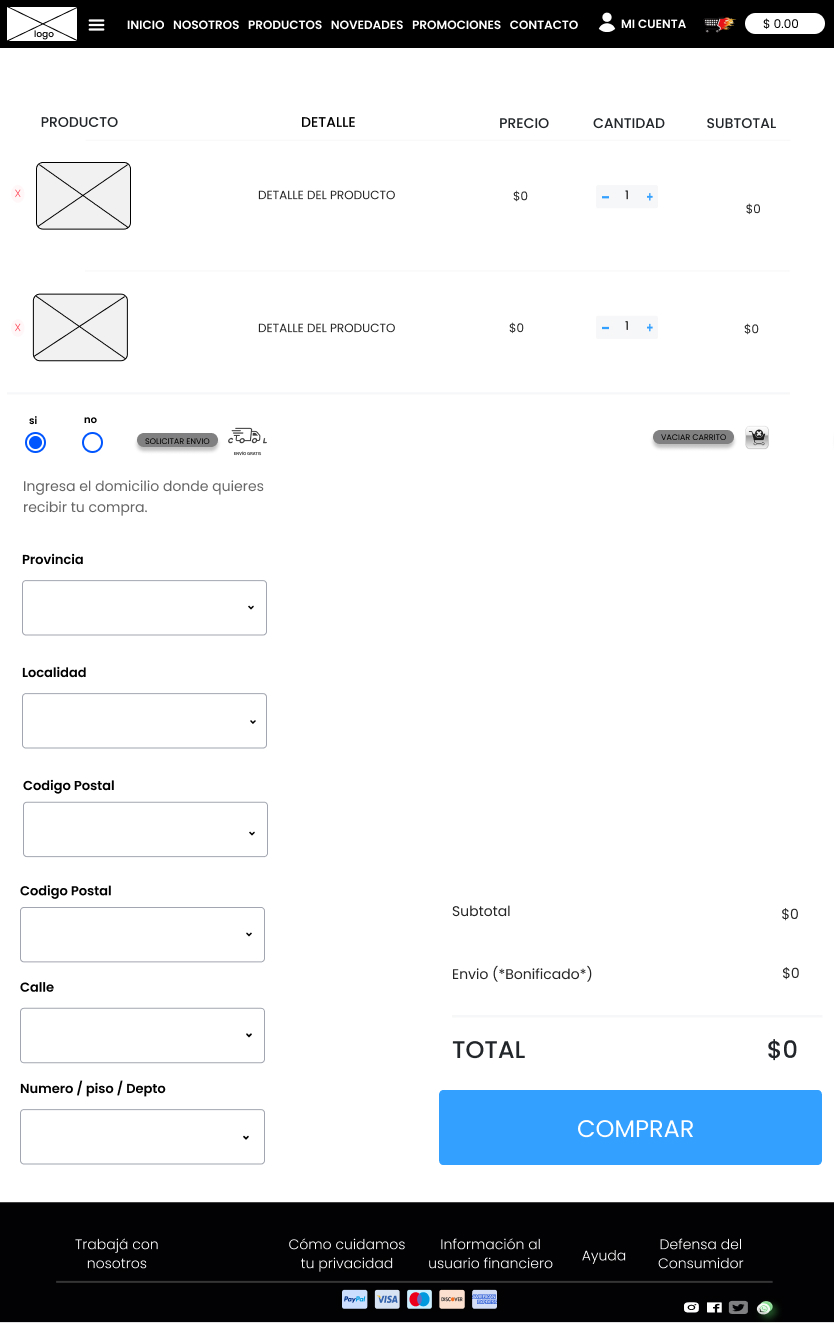 logo
INICIO NOSOTROS PRODUCTOS NOVEDADES PROMOCIONES CONTACTO MI CUENTA $ 0.00
PRODUCTO DETALLE PRECIO CANTIDAD SUBTOTAL
X DETALLE DEL PRODUCTO $0 - 1 + $0
X DETALLE DEL PRODUCTO $0 - 1 + $0
si no
SOLICITAR ENVIO C L VACIAR CARRITO
ENVÍO GRATIS
Ingresa el domicilio donde quieres
recibir tu compra.
Provincia
Localidad
Codigo Postal
Codigo Postal
Subtotal $0
Envio (*Bonificado*) $0
Calle
TOTAL $0
Numero / piso / Depto
COMPRAR
Trabajá con
nosotros
Cómo cuidamos
tu privacidad
Información al
usuario financiero
Ayuda
Defensa del
Consumidor
PayPal VISA DISCOVER AMERICAN EXPRESS